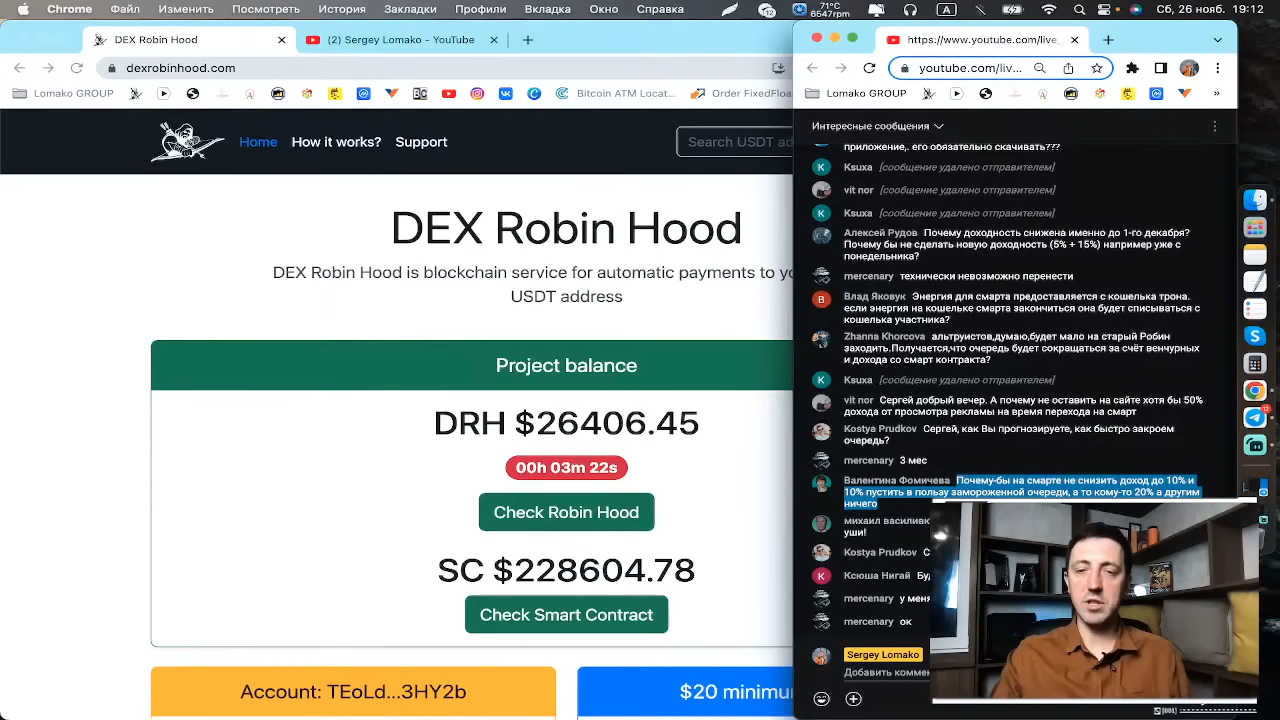 Chrome Файл Изменить Посмотреть История Закладки Профили Вкладка Окно Справка 12 71°C 647rpm A Сб, 26 нояб. 19:12
DEX Robin Hood
(2) Sergey Lomako - YouTube
https://www.youtube.com/live
dexrobinhood.com
youtube.com/liv...
Lomako GROUP
Bitcoin ATM Locat...
Order FixedFloa
Lomako GROUP
»
Home How it works? Support
Search USDT ad
DEX Robin Hood
DEX Robin Hood is blockchain service for automatic payments to yo
USDT address
Project balance
DRH $26406.45
00h 03m 22s
Check Robin Hood
SC $228604.78
Check Smart Contract
Account: TEoLd...3HY2b
$20 minimu
Интересные сообщения
приложение,. его обязательно скачивать???
K Ksuxa [сообщение удалено отправителем]
vit nor [сообщение удалено отправителем]
K Ksuxa [сообщение удалено отправителем]
Алексей Рудов Почему доходность снижена именно до 1-го декабря?
Почему бы не сделать новую доходность (5% + 15%) например уже с
понедельника?
mercenary технически невозможно перенести
В Влад Яковук Энергия для смарта предоставляется с кошелька трона.
если энергия на кошельке смарта закончиться она будет списываться с
кошелька участника?
Zhanna Khorcova альтруистов,думаю,будет мало на старый Робин
заходить.Получается,что очередь будет сокращаться за счёт венчурных
и дохода со смарт контракта?
K Ksuxa [сообщение удалено отправителем]
vit nor Сергей добрый вечер. А почему не оставить на сайте хотя бы 50%
дохода от просмотра рекламы на время перехода на смарт
Kostya Prudkov Сергей, как Вы прогнозируете, как быстро закроем
очередь?
mercenary 3 мес
Валентина Фомичева Почему-бы на смарте не снизить доход до 10% и
10% пустить в пользу замороженной очереди, а то кому-то 20% а другим
ничего
михаил василивк
уши!
Kostya Prudkov С
К Ксюша Нигай Бу
mercenary у меня
mercenary ок
Sergey Lomako
Добавить коммен
[001]